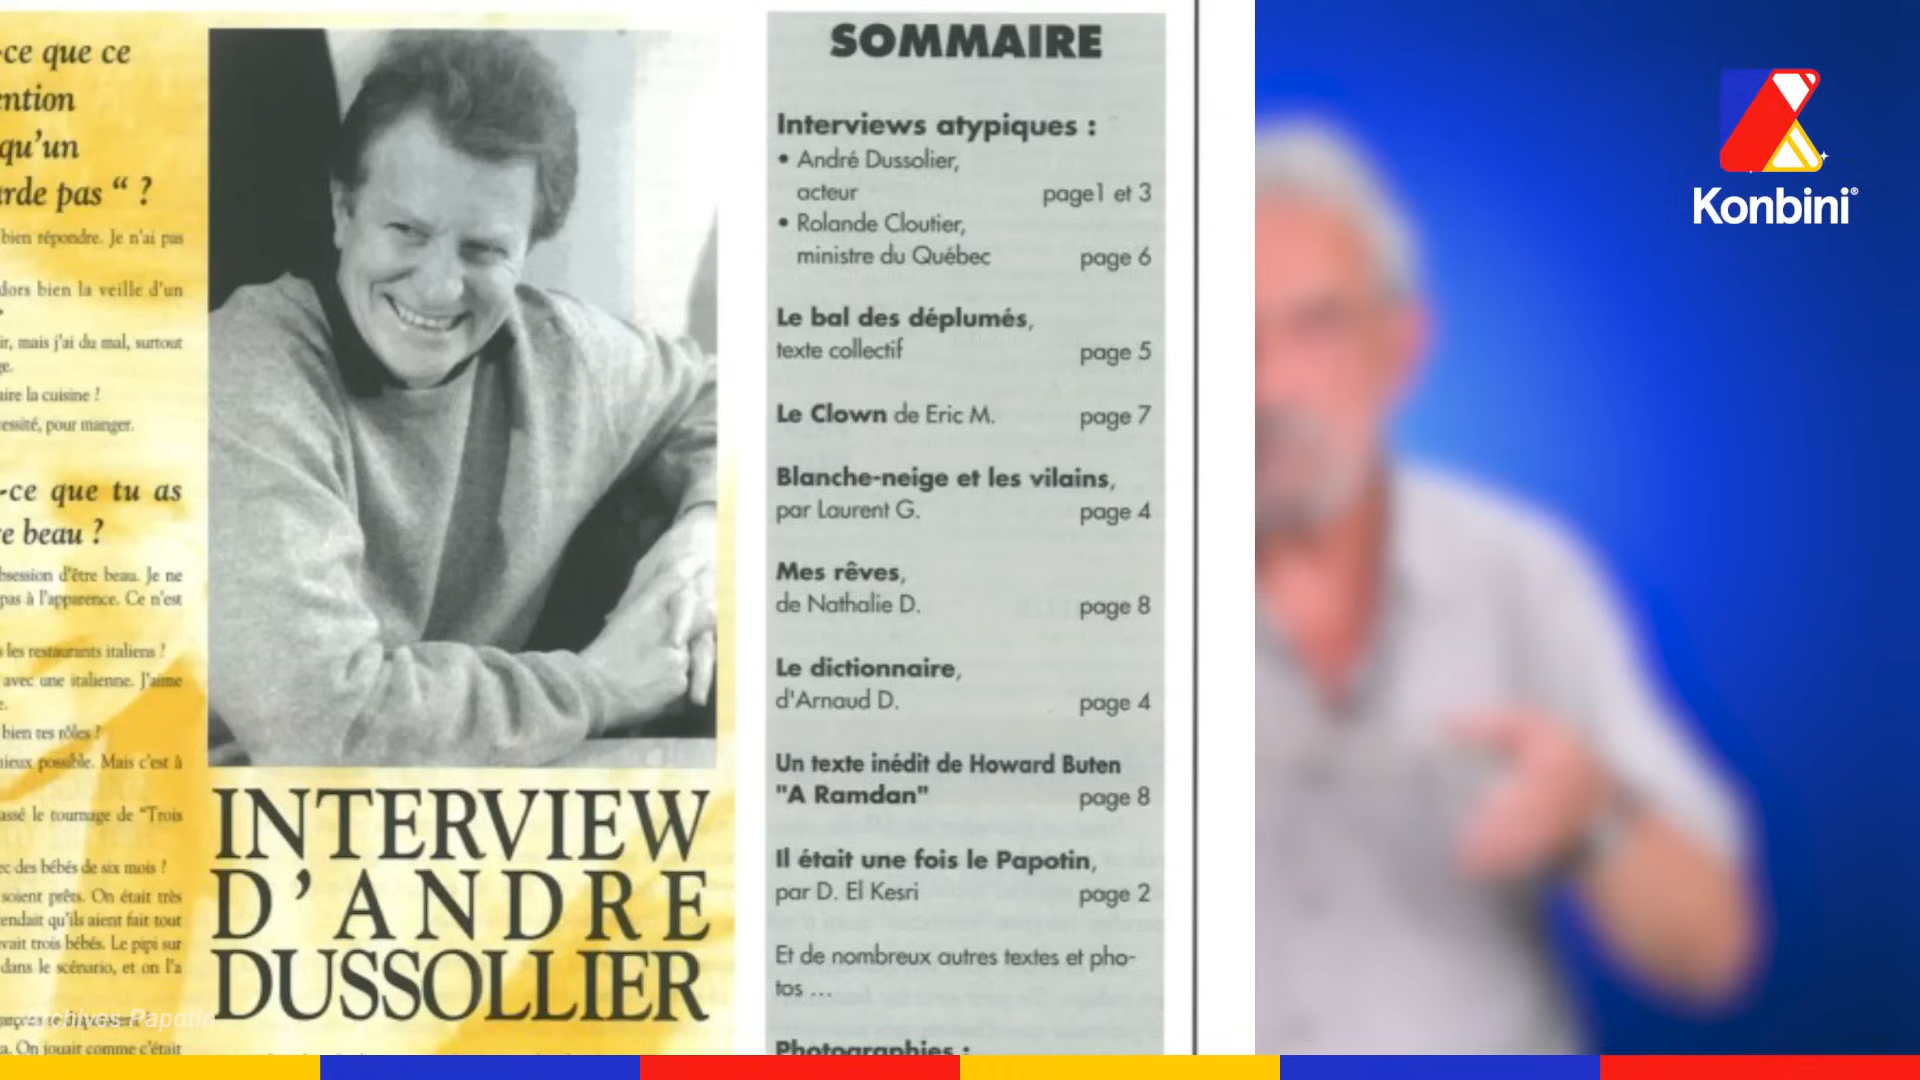 -ce que ce
ention
qu'un
arde pas “ ?
bien répondre. Je n'ai pas
dors bien la veille d'un
ir, mais j'ai du mal, surtout
ge.
aire la cuisine !
cessité, pour manger.
-ce que tu as
re beau ?
bsession d'être beau. Je ne
pas à l'apparence. Ce n'est
les restaurants italiens ?
avec une italienne. J'aime
e.
bien tes rôles ?
mieux possible. Mais c'est à
assé le tournage de “Trois
ec des bébés de six mois ?
soient prêts. On était très
tendait qu'ils aient fait tout
vait trois bébés. Le pipi sur
dans le scénario, et on l'a
a. On jouait comme c'était
Archives Papotin
INTERVIEW
D'ANDRE
DUSSOLLIER
SOMMAIRE
Interviews atypiques :
• André Dussolier,
acteur page1 et 3
• Rolande Cloutier,
ministre du Québec page 6
Le bal des déplumés,
texte collectif page 5
Le Clown de Eric M. page 7
Blanche-neige et les vilains,
par Laurent G. page 4
Mes rêves,
de Nathalie D. page 8
Le dictionnaire,
d'Arnaud D. page 4
Un texte inédit de Howard Buten
"A Ramdan" page 8
Il était une fois le Papotin,
par D. El Kesri page 2
Et de nombreux autres textes et pho-
tos ...
Photographies :
Konbini®